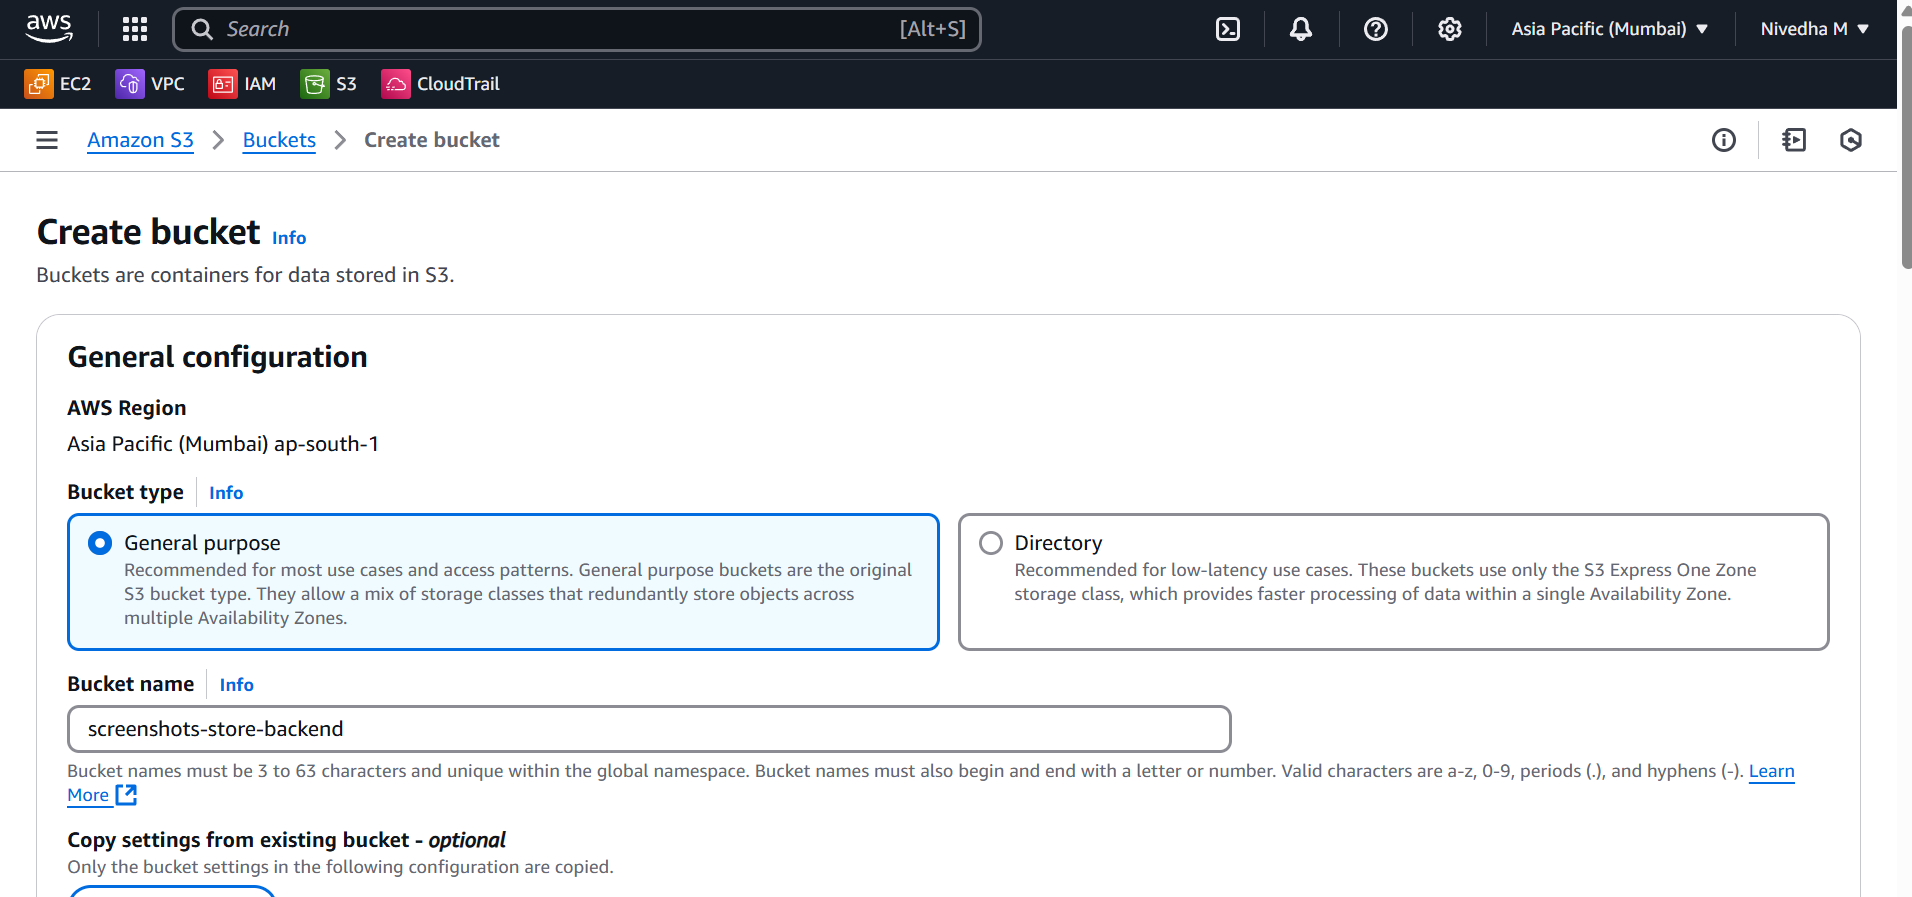 aws
Search [Alt+S]
Asia Pacific (Mumbai) Nivedha M
EC2 VPC IAM S3 CloudTrail
Amazon S3 Buckets Create bucket
Create bucket Info
Buckets are containers for data stored in S3.
General configuration
AWS Region
Asia Pacific (Mumbai) ap-south-1
Bucket type Info
General purpose
Recommended for most use cases and access patterns. General purpose buckets are the original
S3 bucket type. They allow a mix of storage classes that redundantly store objects across
multiple Availability Zones.
Directory
Recommended for low-latency use cases. These buckets use only the S3 Express One Zone
storage class, which provides faster processing of data within a single Availability Zone.
Bucket name Info
screenshots-store-backend
Bucket names must be 3 to 63 characters and unique within the global namespace. Bucket names must also begin and end with a letter or number. Valid characters are a-z, 0-9, periods (.), and hyphens (-). Learn
More
Copy settings from existing bucket - optional
Only the bucket settings in the following configuration are copied.